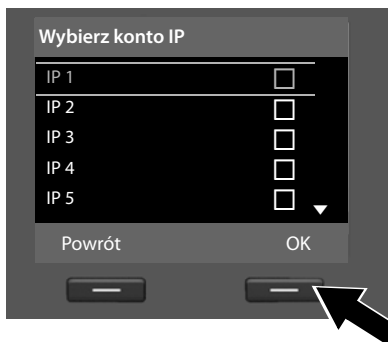 Wybierz konto IP
IP 1
IP 2
IP 3
IP 4
IP 5
Powrót OK